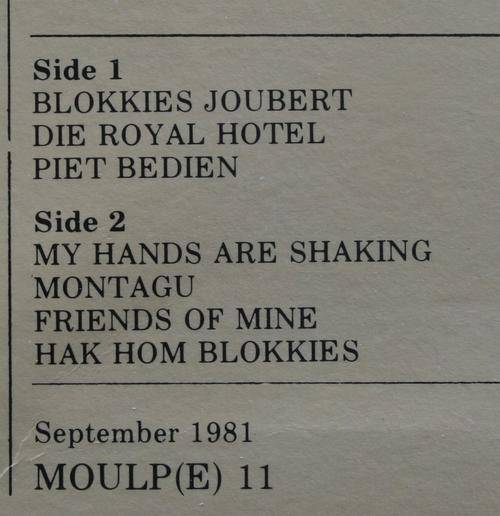 Side 1
BLOKKIES JOUBERT
DIE ROYAL HOTEL
PIET BEDIEN
Side 2
MY HANDS ARE SHAKING
MONTAGU
FRIENDS OF MINE
HAK HOM BLOKKIES
September 1981
MOULP(E) 11